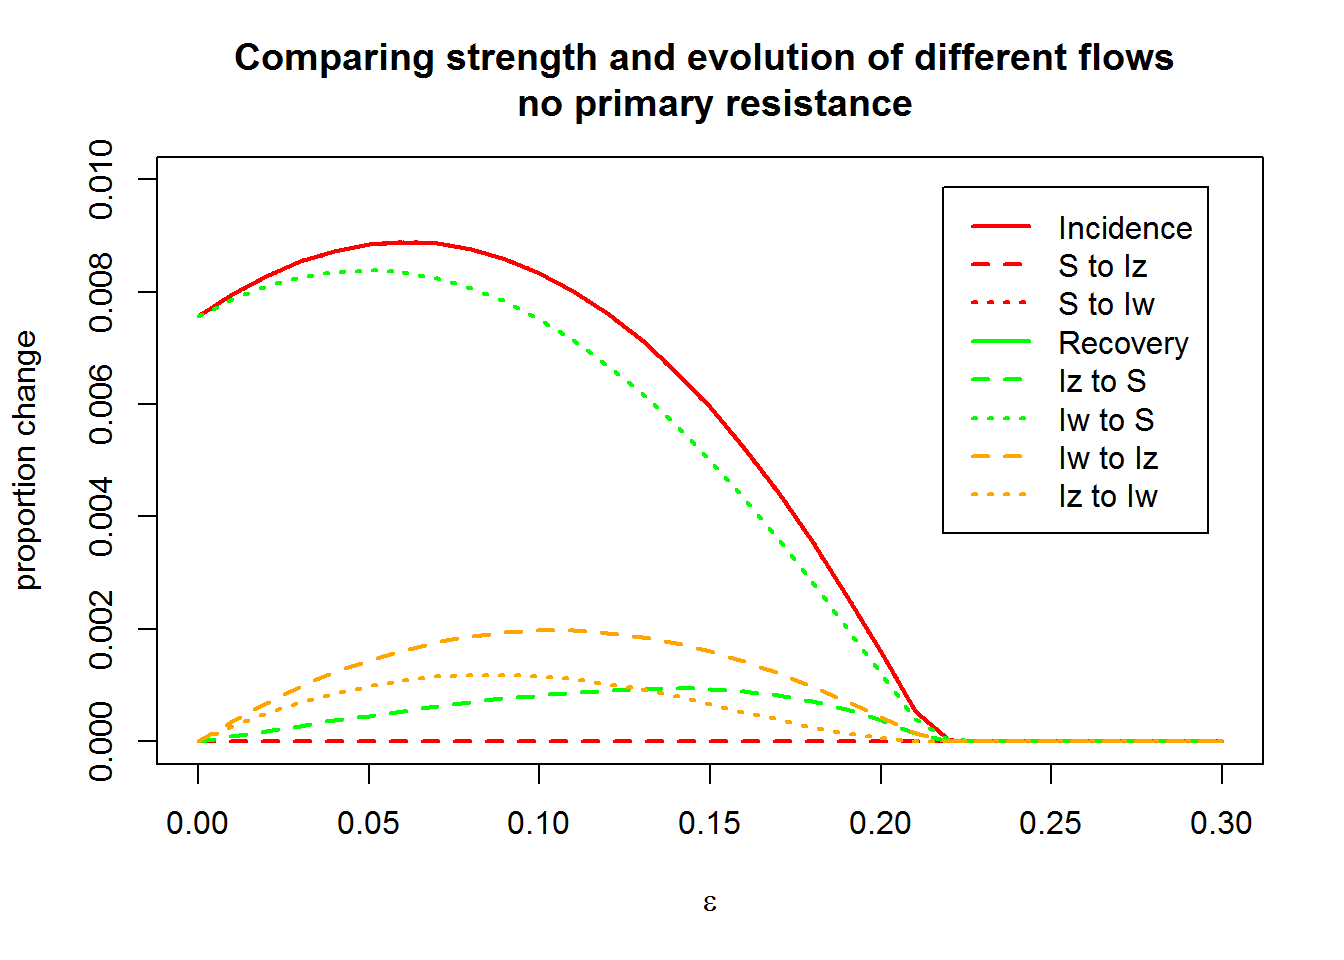 Comparing strength and evolution of different flows
no primary resistance
proportion change
0.010
0.008
0.006
0.004
0.002
0.000
Incidence
S to Iz
S to Iw
Recovery
Iz to S
Iw to S
Iw to Iz
Iz to Iw
0.00 0.05 0.10 0.15 0.20 0.25 0.30
ε